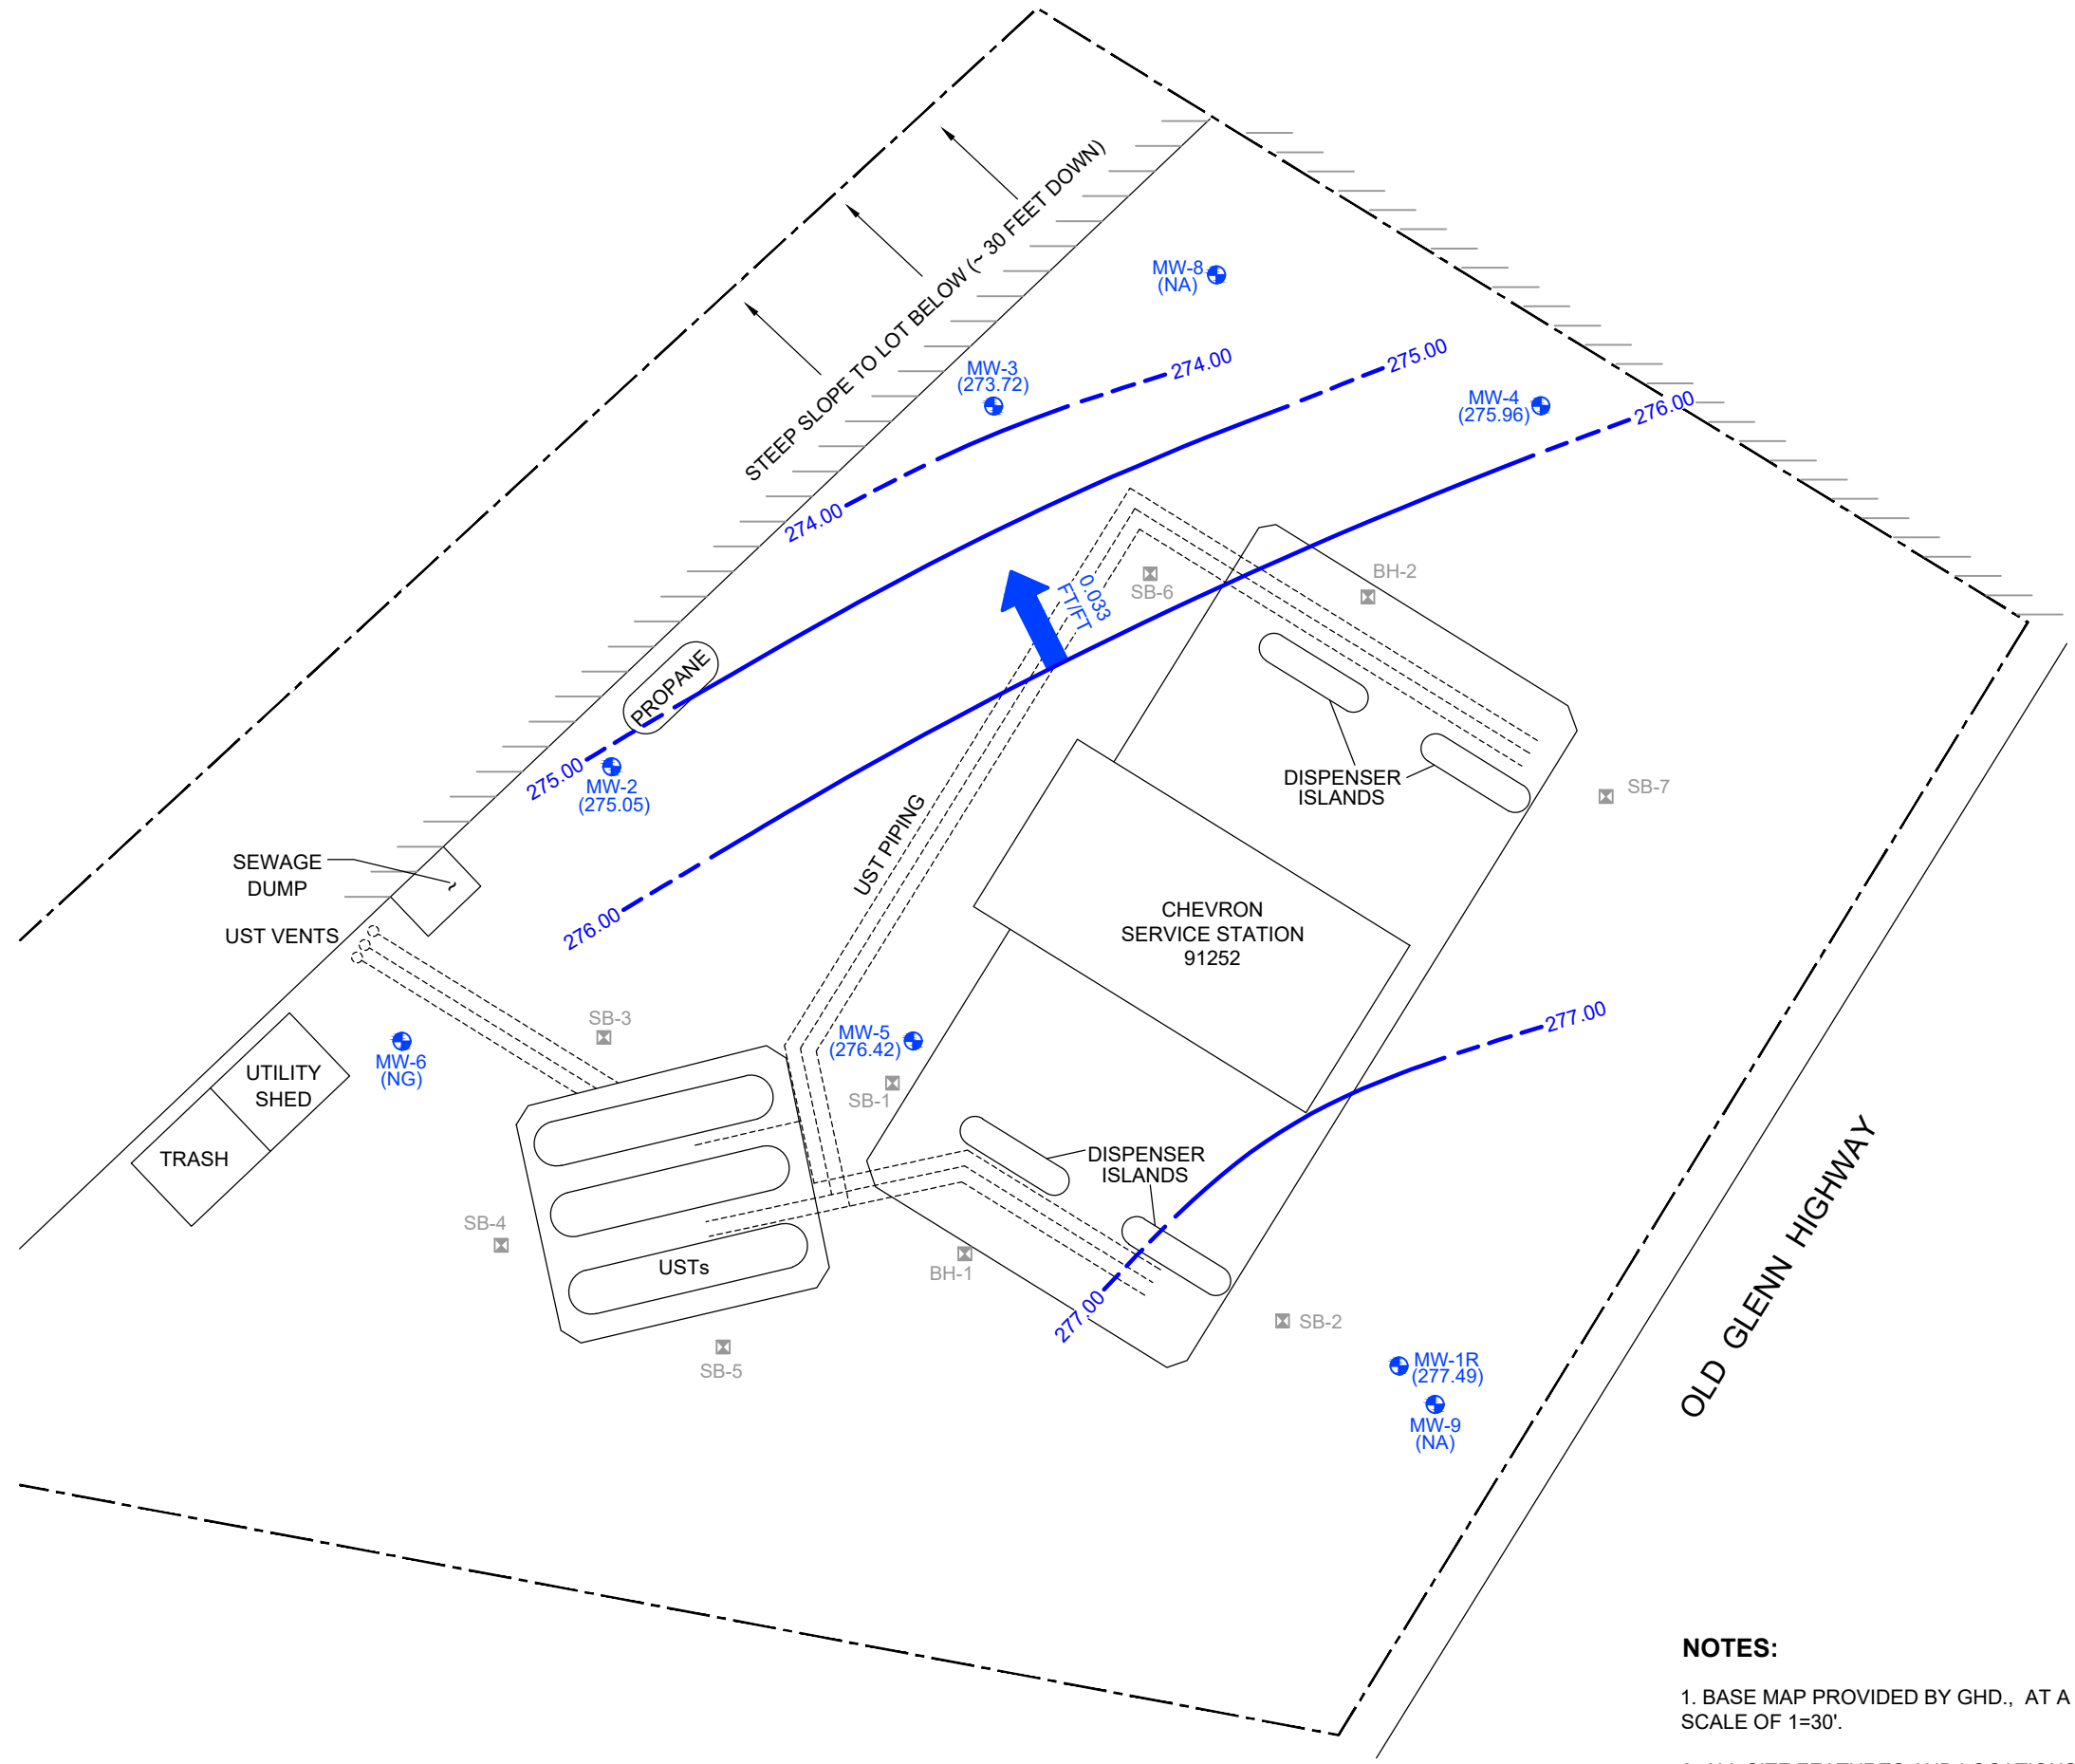 STEEP SLOPE TO LOT BELOW (~ 30 FEET DOWN)
MW-8
(NA)
MW-3
(273.72)
274.00
275.00
MW-4
(275.96)
276.00
274.00
0.033
FT/FT
SB-6
BH-2
PROPANE
275.00
MW-2
(275.05)
DISPENSER
ISLANDS
SB-7
UST PIPING
SEWAGE
DUMP
~
276.00
UST VENTS
CHEVRON
SERVICE STATION
91252
SB-3
MW-5
(276.42)
277.00
MW-6
(NG)
UTILITY
SHED
SB-1
TRASH
DISPENSER
ISLANDS
OLD GLENN HIGHWAY
SB-4
USTs
BH-1
277.00
SB-2
SB-5
MW-1R
(277.49)
MW-9
(NA)
NOTES:
1. BASE MAP PROVIDED BY GHD., AT A
SCALE OF 1=30'.